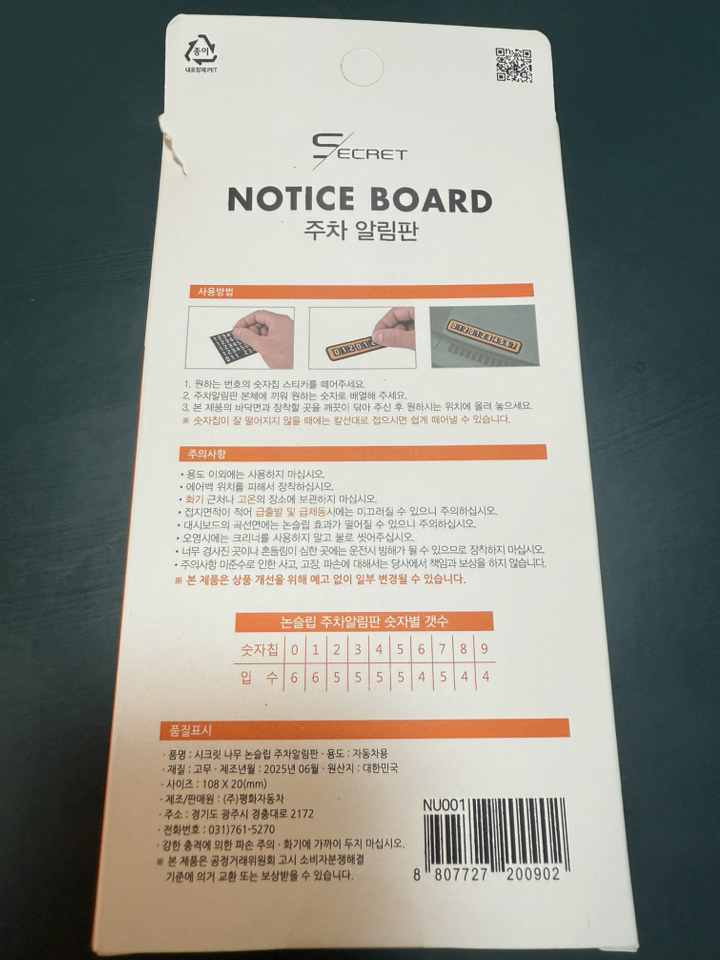 종이
내포장재:PET
SECRET
NOTICE BOARD
주차 알림판
사용방법
1. 원하는 번호의 숫자칩 스티커를 떼어주세요.
2. 주차알림판 본체에 끼워 원하는 숫자로 배열해 주세요.
3. 본 제품의 바닥면과 장착할 곳을 깨끗이 닦아 주신 후 원하시는 위치에 올려 놓으세요.
※ 숫자칩이 잘 떨어지지 않을 때에는 칼선대로 접으시면 쉽게 떼어낼 수 있습니다.
주의사항
• 용도 이외에는 사용하지 마십시오.
• 에어백 위치를 피해서 장착하십시오.
• 화기 근처나 고온의 장소에 보관하지 마십시오.
• 접지면적이 적어 급출발 및 급제동시에는 미끄러질 수 있으니 주의하십시오.
• 대시보드의 곡선면에는 논슬립 효과가 떨어질 수 있으니 주의하십시오.
• 오염시에는 크리너를 사용하지 말고 물로 씻어주십시오.
• 너무 경사진 곳이나 흔들림이 심한 곳에는 운전시 방해가 될 수 있으므로 장착하지 마십시오.
• 주의사항 미준수로 인한 사고, 고장, 파손에 대해서는 당사에서 책임과 보상을 하지 않습니다.
※ 본 제품은 상품 개선을 위해 예고 없이 일부 변경될 수 있습니다.
논슬립 주차알림판 숫자별 갯수
숫자칩 0 1 2 3 4 5 6 7 8 9
입 수 6 6 5 5 5 5 4 5 4 4
품질표시
· 품명 : 시크릿 나무 논슬립 주차알림판 · 용도 : 자동차용
· 재질 : 고무 · 제조년월 : 2025년 06월 · 원산지 : 대한민국
· 사이즈 : 108 X 20(mm)
· 제조/판매원 : (주)평화자동차
· 주소 : 경기도 광주시 경충대로 2172
· 전화번호 : 031)761-5270
· 강한 충격에 의한 파손 주의 · 화기에 가까이 두지 마십시오.
※ 본 제품은 공정거래위원회 고시 소비자분쟁해결
기준에 의거 교환 또는 보상받을 수 있습니다.
NU001
8 807727 200902